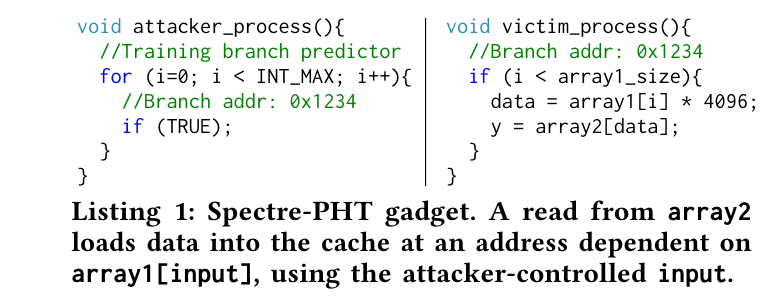 void attacker_process(){
//Training branch predictor
for (i=0; i < INT_MAX; i++){
//Branch addr: 0x1234
if (TRUE);
}
}
void victim_process(){
//Branch addr: 0x1234
if (i < array1_size){
data = array1[i] * 4096;
y = array2[data];
}
}
Listing 1: Spectre-PHT gadget. A read from array2
loads data into the cache at an address dependent on
array1[input], using the attacker-controlled input.